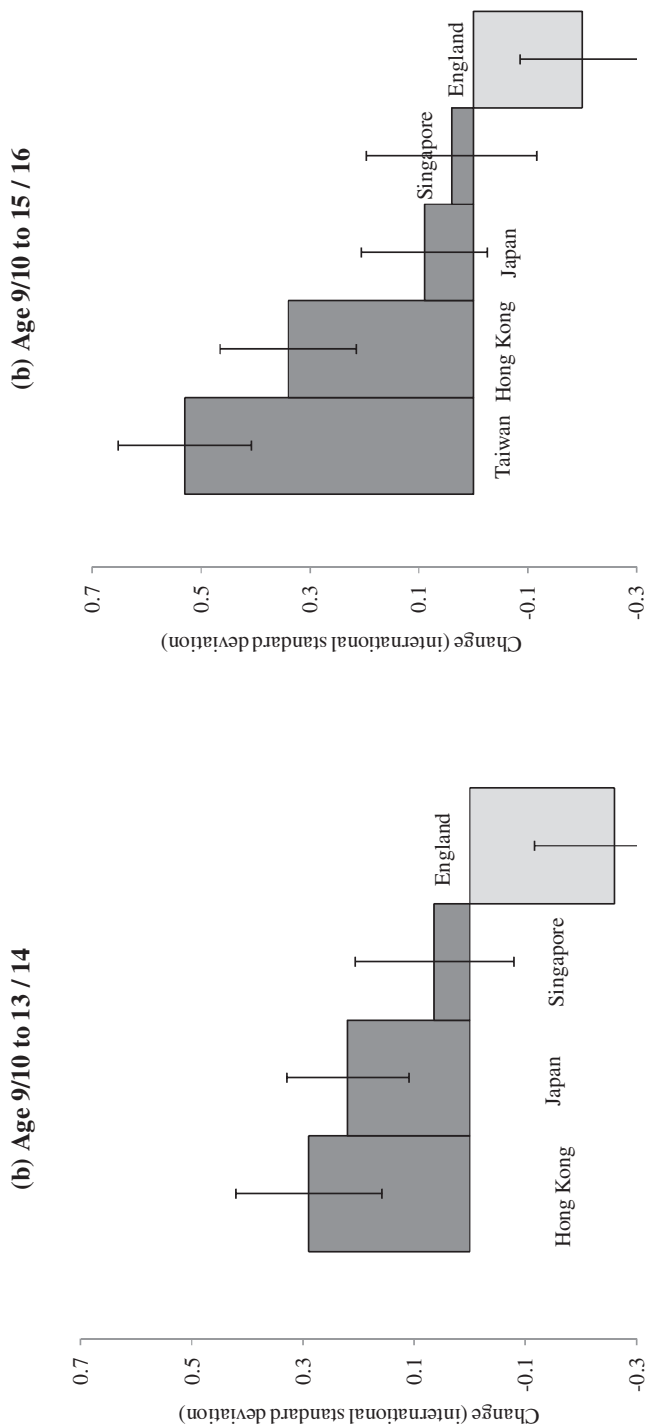 (b) Age 9/10 to 13 / 14
Change (international standard deviation)
0.7
0.5
0.3
0.1
-0.1
-0.3
Hong Kong
Japan
Singapore
England
(b) Age 9/10 to 15 / 16
Change (international standard deviation)
0.7
0.5
0.3
0.1
-0.1
-0.3
Taiwan
Hong Kong
Japan
Singapore
England